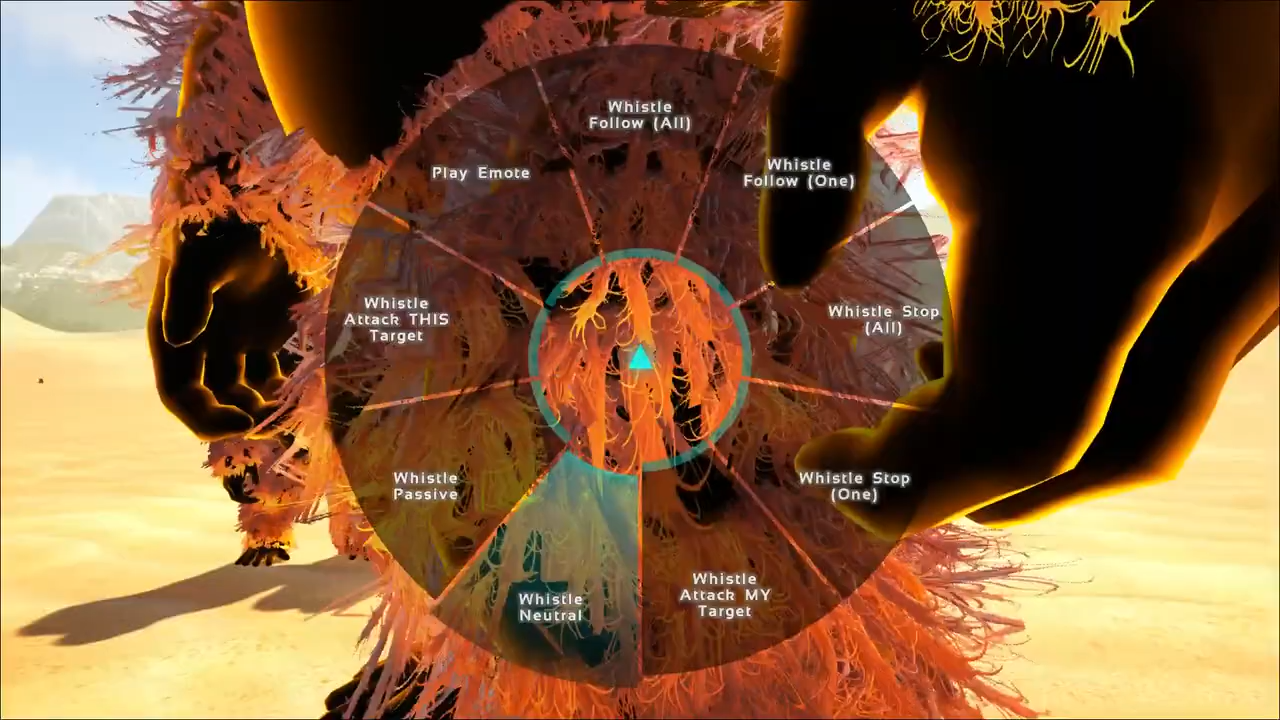 Whistle
Follow (All)
Whistle
Follow (One)
Play Emote
Whistle
Attack THIS
Target
Whistle Stop
(All)
Whistle
Passive
Whistle Stop
(One)
Whistle
Neutral
Whistle
Attack MY
Target